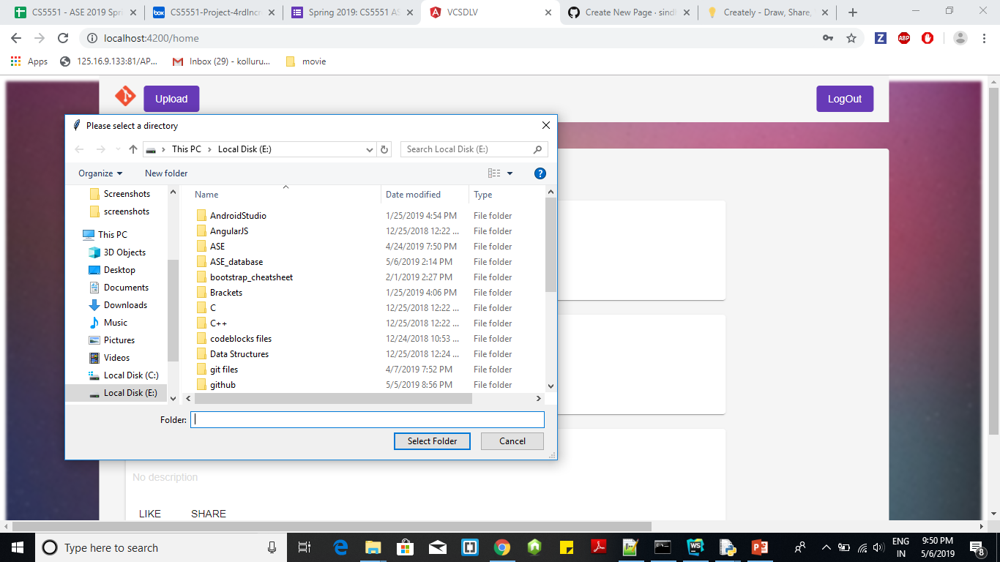 CS5551 - ASE 2019 Spri
CS5551-Project-4rdIncr
Spring 2019: CS5551 AS
VCSDLV
Create New Page · sindh
Creately - Draw, Share,
localhost:4200/home
Z
ABP
Apps
125.16.9.133:81/AP...
Inbox (29) - kolluru...
movie
Upload
LogOut
Please select a directory
This PC
Local Disk (E:)
Search Local Disk (E:)
Organize
New folder
?
Name
Date modified
Type
Screenshots
screenshots
This PC
3D Objects
Desktop
Documents
Downloads
Music
Pictures
Videos
Local Disk (C:)
Local Disk (E:)
AndroidStudio 1/25/2019 4:54 PM File folder
AngularJS 12/25/2018 12:22 ... File folder
ASE 4/24/2019 7:50 PM File folder
ASE_database 5/6/2019 2:14 PM File folder
bootstrap_cheatsheet 2/1/2019 2:27 PM File folder
Brackets 1/25/2019 4:06 PM File folder
C 12/25/2018 12:22 ... File folder
C++ 12/25/2018 12:22 ... File folder
codeblocks files 12/24/2018 10:53 ... File folder
Data Structures 12/25/2018 12:24 ... File folder
git files 4/7/2019 7:52 PM File folder
github 5/5/2019 8:56 PM File folder
Folder:
Select Folder
Cancel
No description
LIKE
SHARE
Type here to search
ENG
IN
9:50 PM
5/6/2019
8